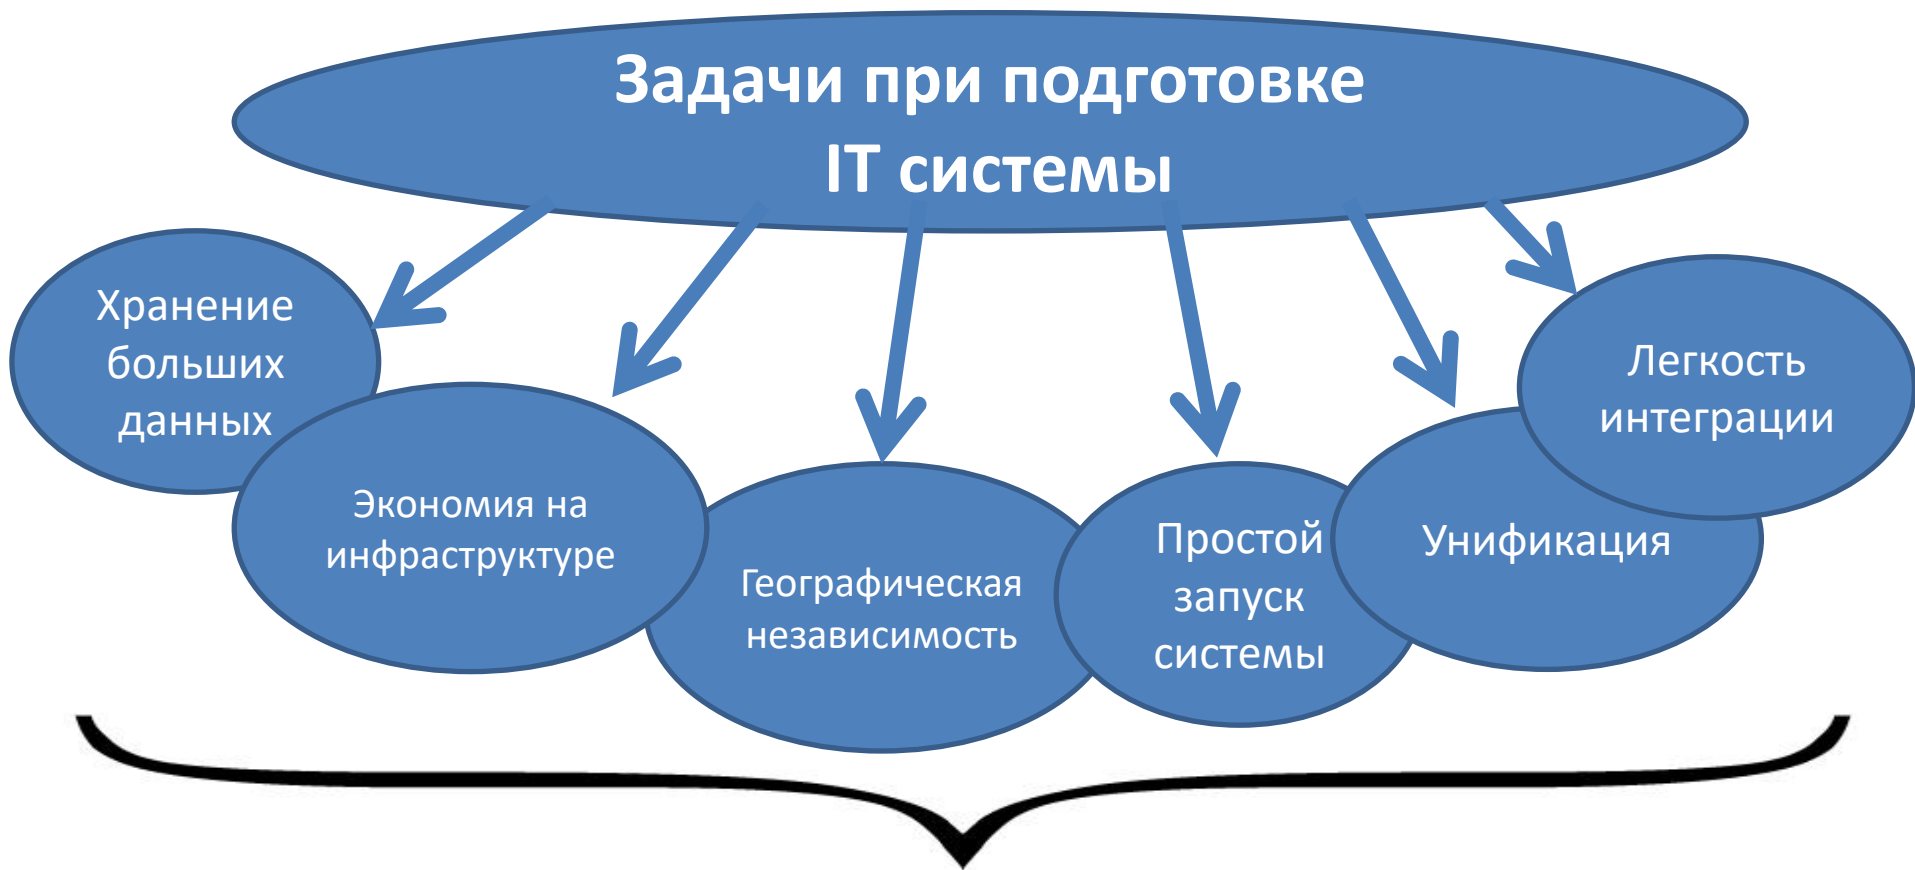 Задачи при подготовке
IT системы
Хранение
больших
данных
Экономия на
инфраструктуре
Географическая
независимость
Простой
запуск
системы
Унификация
Легкость
интеграции